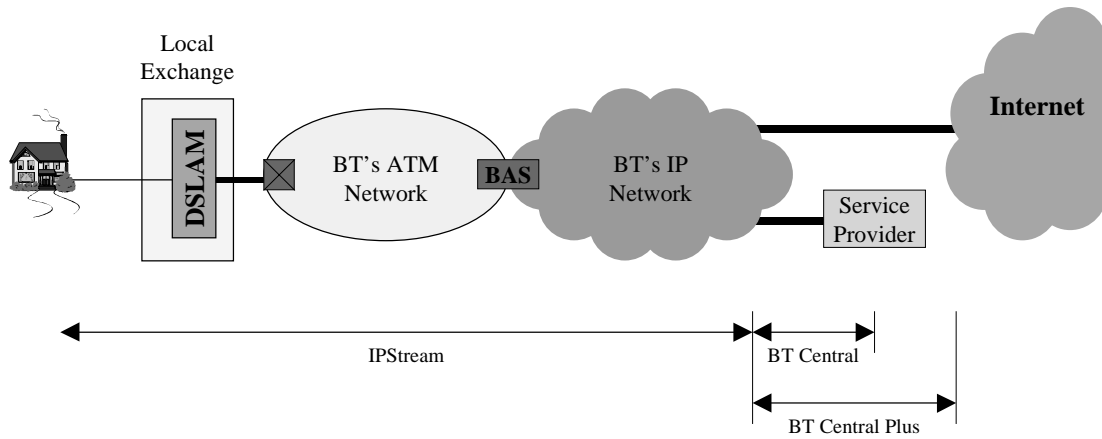 Local
Exchange
DSLAM
BT’s ATM
Network
BAS
BT’s IP
Network
Internet
Service
Provider
IPStream
BT Central
BT Central Plus